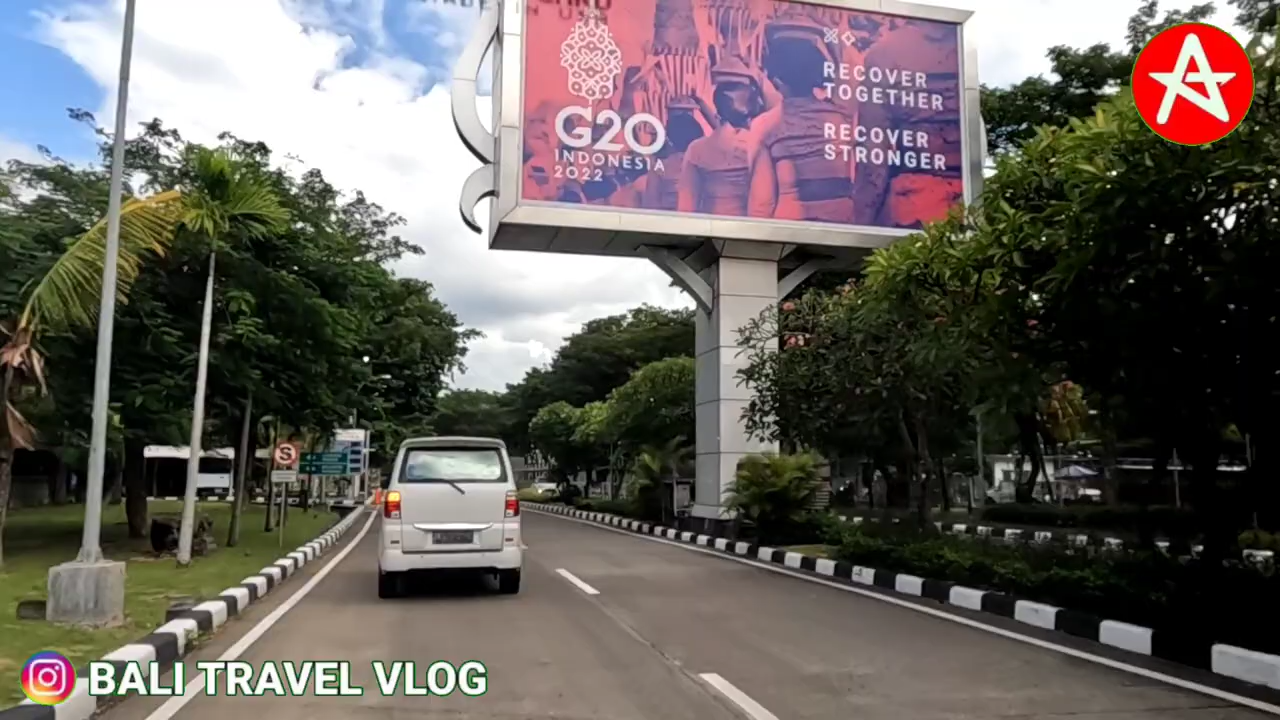 G20
INDONESIA
2022
RECOVER
TOGETHER
RECOVER
STRONGER
S
BALI TRAVEL VLOG